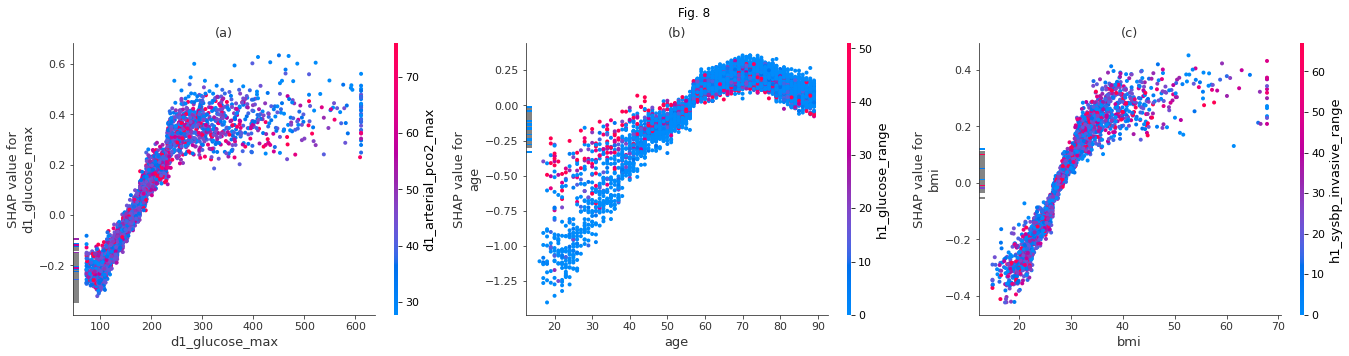 Fig. 8
(a)
SHAP value for
d1_glucose_max
0.6
0.4
0.2
0.0
−0.2
100 200 300 400 500 600
d1_glucose_max
70
60
50
40
30
d1_arterial_pco2_max
(b)
SHAP value for
age
0.25
0.00
−0.25
−0.50
−0.75
−1.00
−1.25
20 30 40 50 60 70 80 90
age
50
40
30
20
10
0
h1_glucose_range
(c)
SHAP value for
bmi
0.4
0.2
0.0
−0.2
−0.4
20 30 40 50 60 70
bmi
60
50
40
30
20
10
0
h1_sysbp_invasive_range